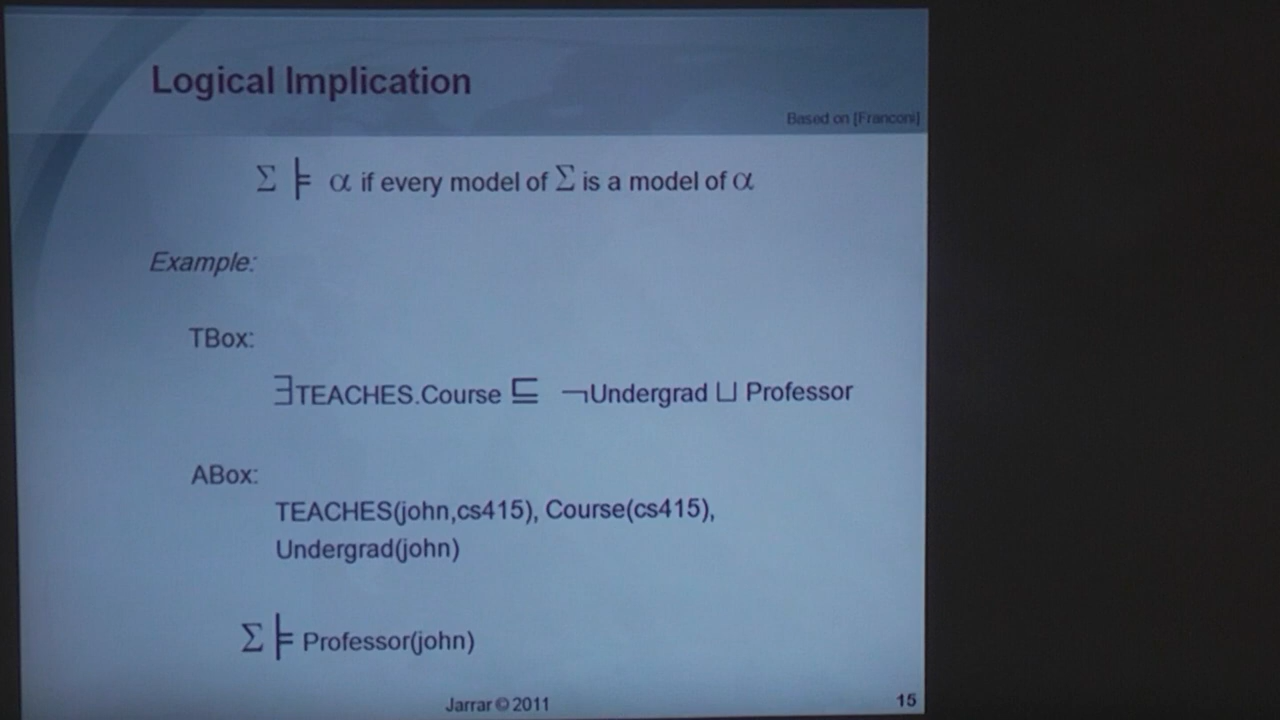 Logical Implication
Based on [Franconi]
Σ ⊨ α if every model of Σ is a model of α
Example:
TBox:
∃TEACHES.Course ⊑ ¬Undergrad ⊔ Professor
ABox:
TEACHES(john,cs415), Course(cs415),
Undergrad(john)
Σ ⊨ Professor(john)
Jarrar © 2011
15